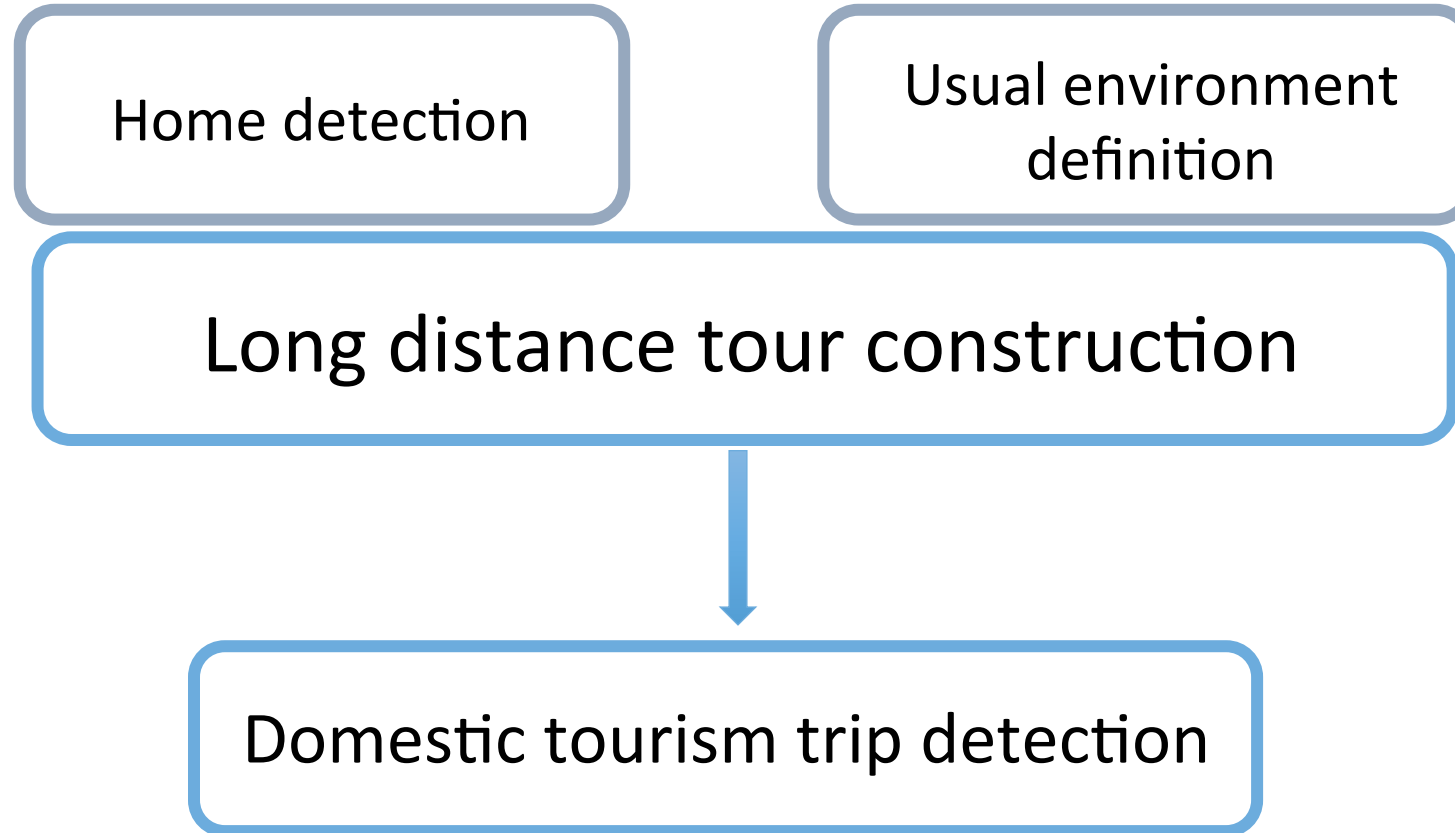 Home detection
Usual environment
definition
Long distance tour construction
Domestic tourism trip detection